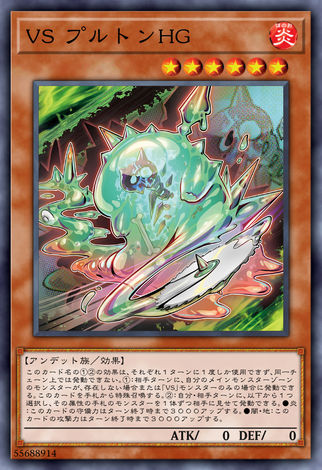 VS プルトンHG
炎
ほのお
【アンデット族／効果】
このカード名の①②の効果は、それぞれ１ターンに１度しか使用できず、同一チ
ェーン上では発動できない。①：相手ターンに、自分のメインモンスターゾーン
のモンスターが、存在しない場合または「VS」モンスターのみの場合に発動でき
る。このカードを手札から特殊召喚する。②：自分・相手ターンに、以下から１つ
選択し、その属性の手札のモンスターを１体ずつ相手に見せて発動できる。●炎
：このカードの守備力はターン終了時まで３０００アップする。●闇・地：このカ
ードの攻撃力はターン終了時まで３０００アップする。
ATK/ 0 DEF/ 0
55688914